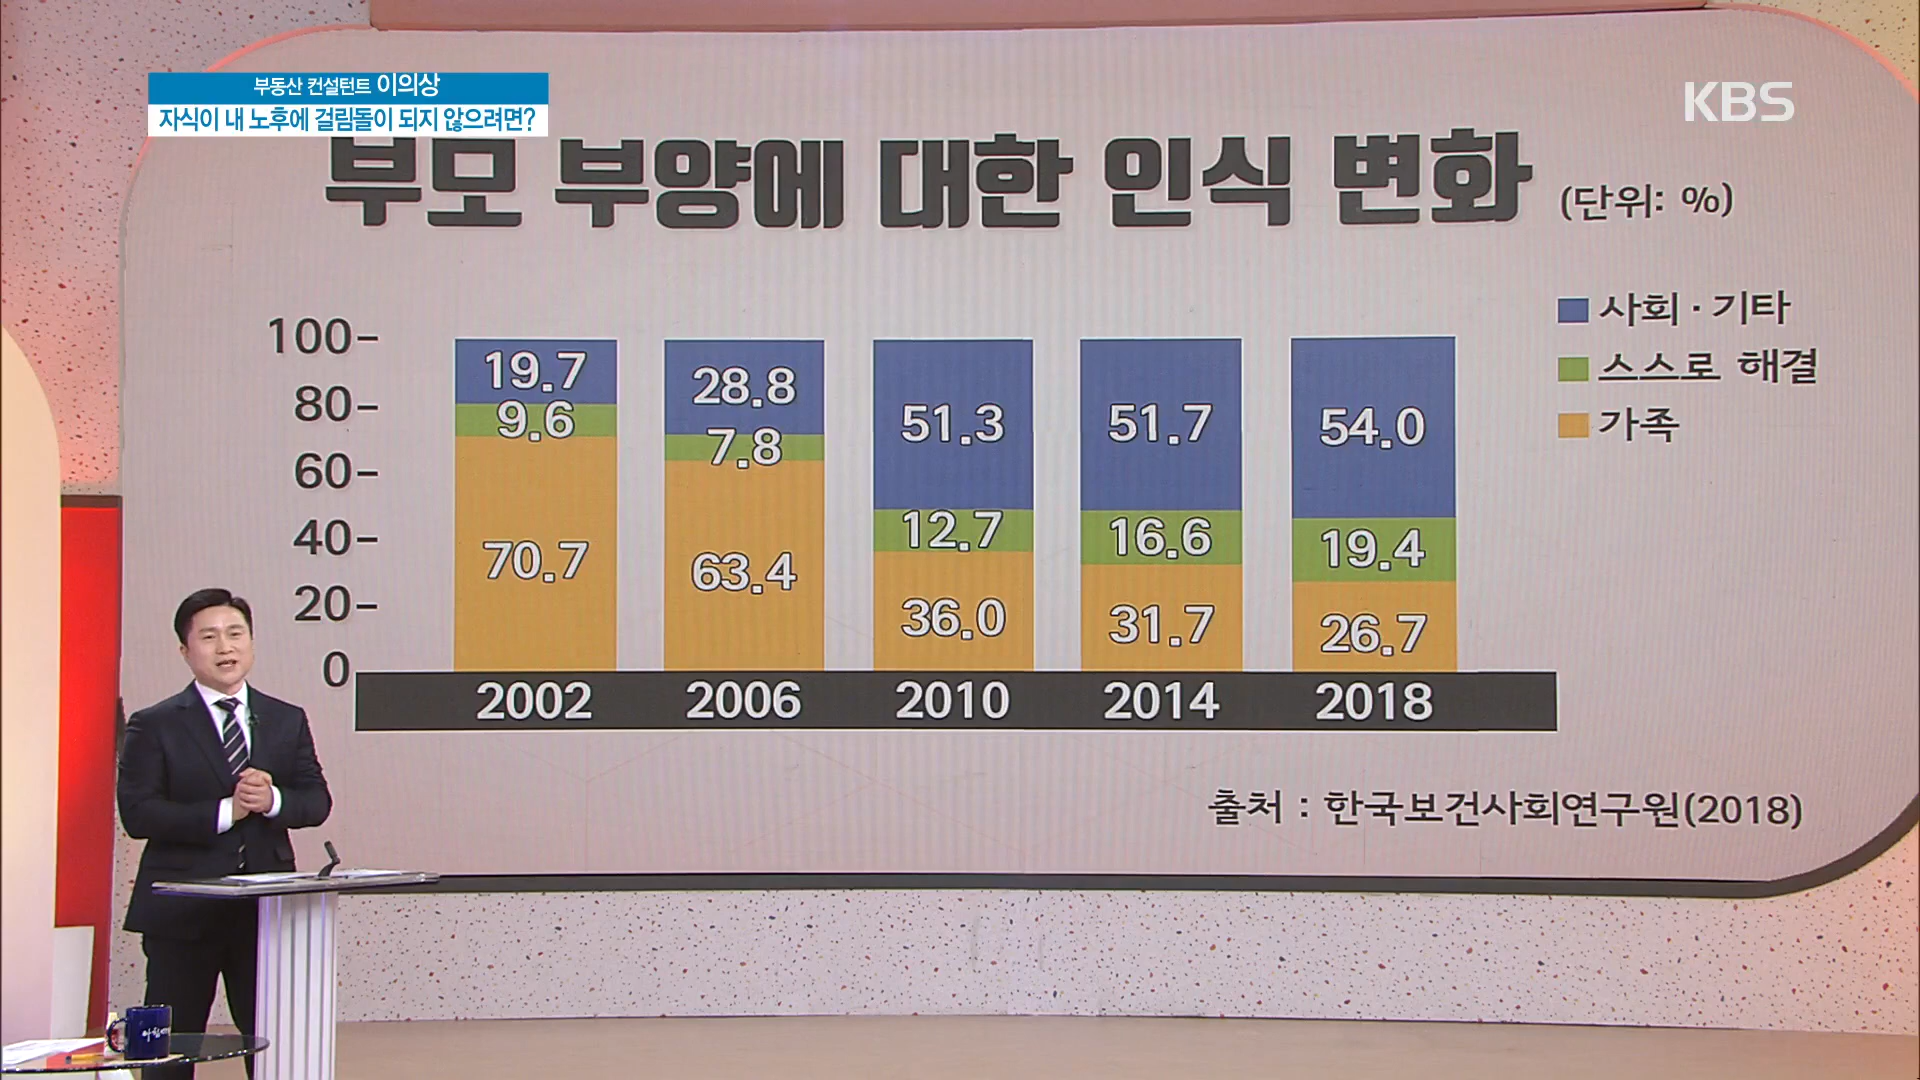 부동산 컨설턴트 이의상
자식이 내 노후에 걸림돌이 되지 않으려면?
KBS
부모 부양에 대한 인식 변화 (단위: %)
사회·기타
스스로 해결
가족
100-
80-
60-
40-
20-
0
19.7 28.8 51.3 51.7 54.0
9.6 7.8 12.7 16.6 19.4
70.7 63.4 36.0 31.7 26.7
2002 2006 2010 2014 2018
출처 : 한국보건사회연구원(2018)